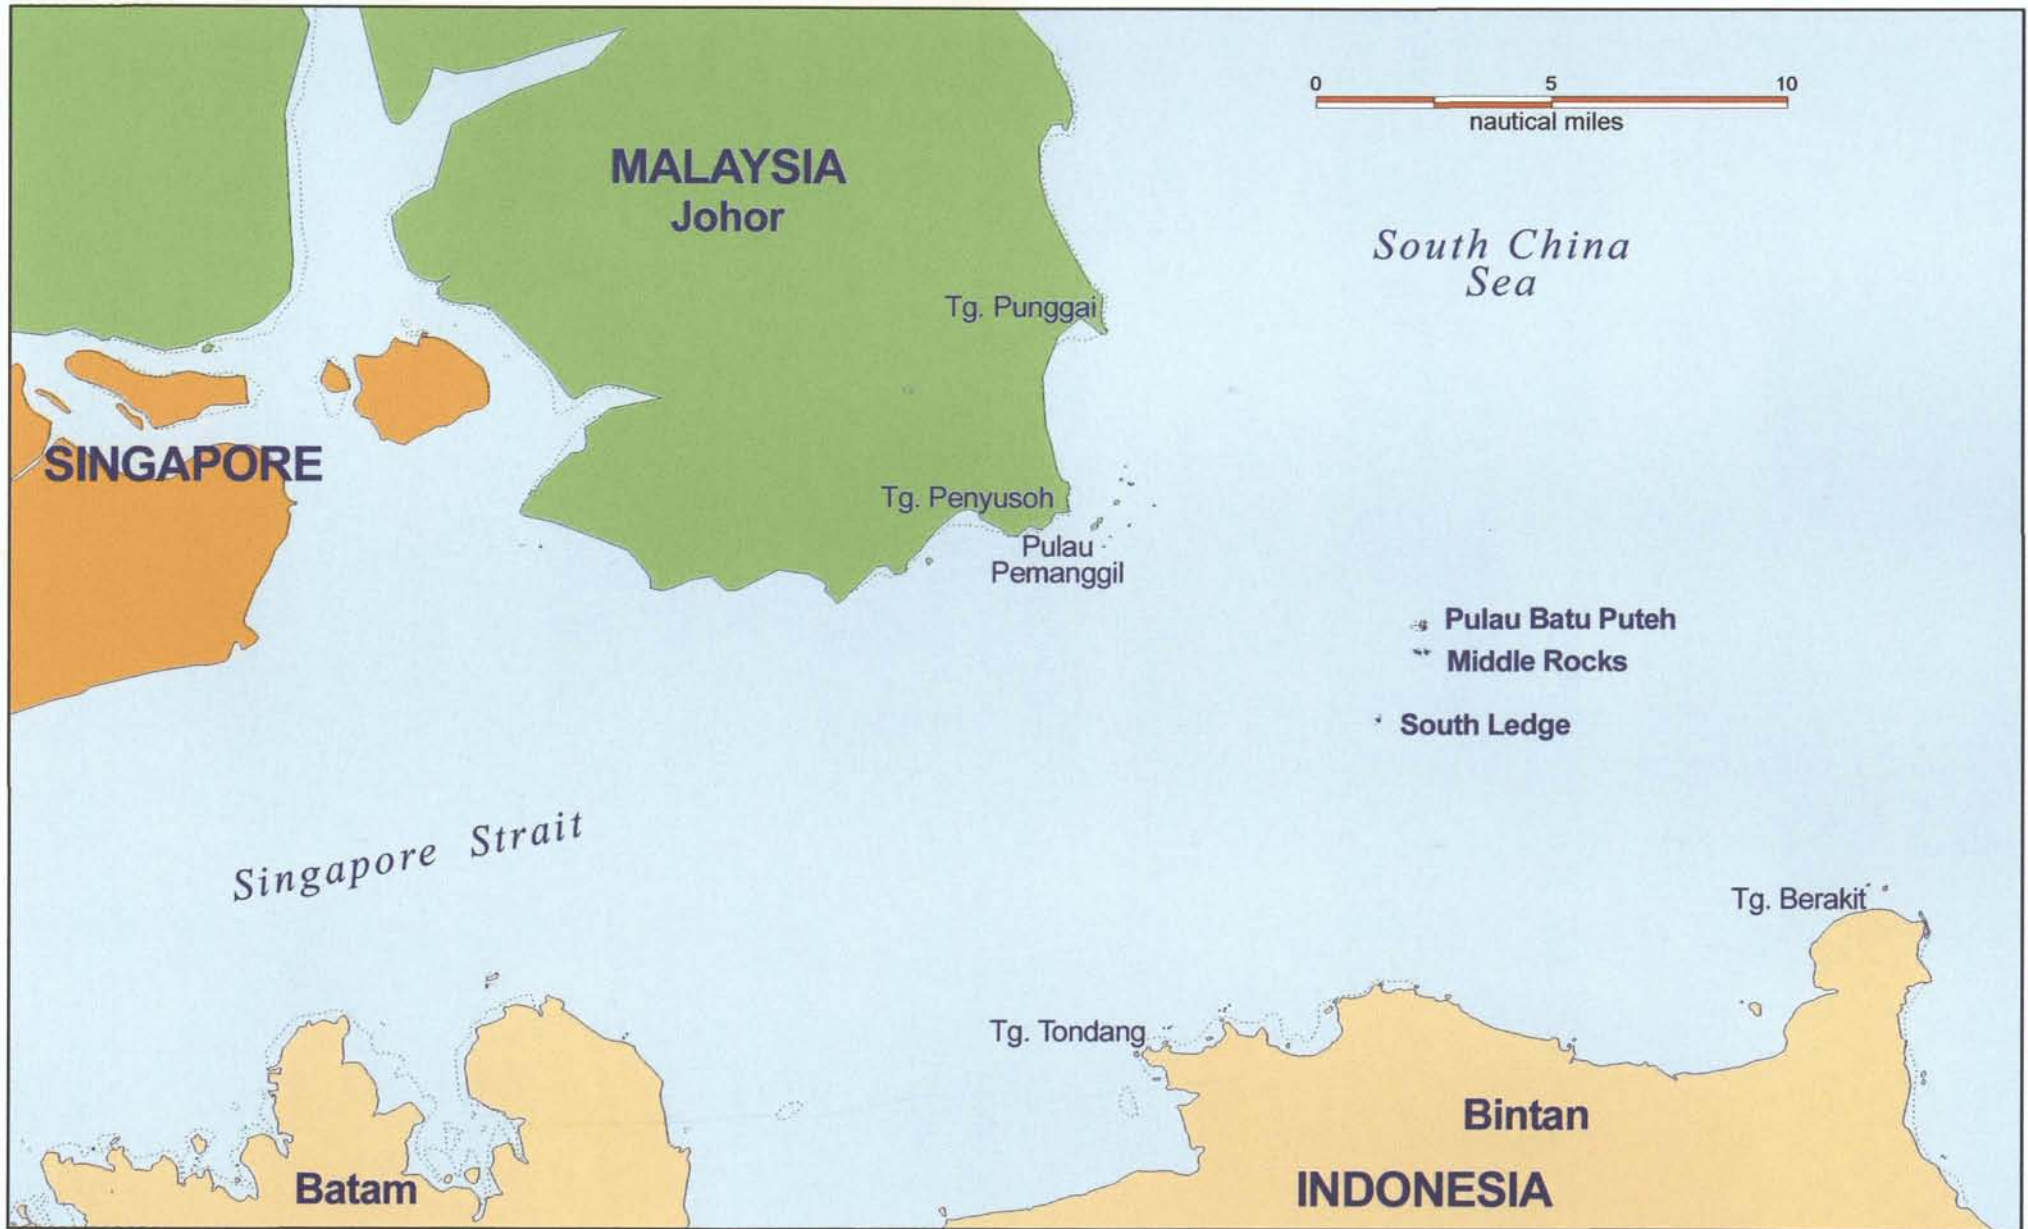 0 5 10
nautical miles
MALAYSIA
Johor
South China
Sea
Tg. Punggai
SINGAPORE
Tg. Penyusoh
Pulau
Pemanggil
Pulau Batu Puteh
Middle Rocks
South Ledge
Singapore Strait
Tg. Berakit
Tg. Tondang
Bintan
Batam
INDONESIA